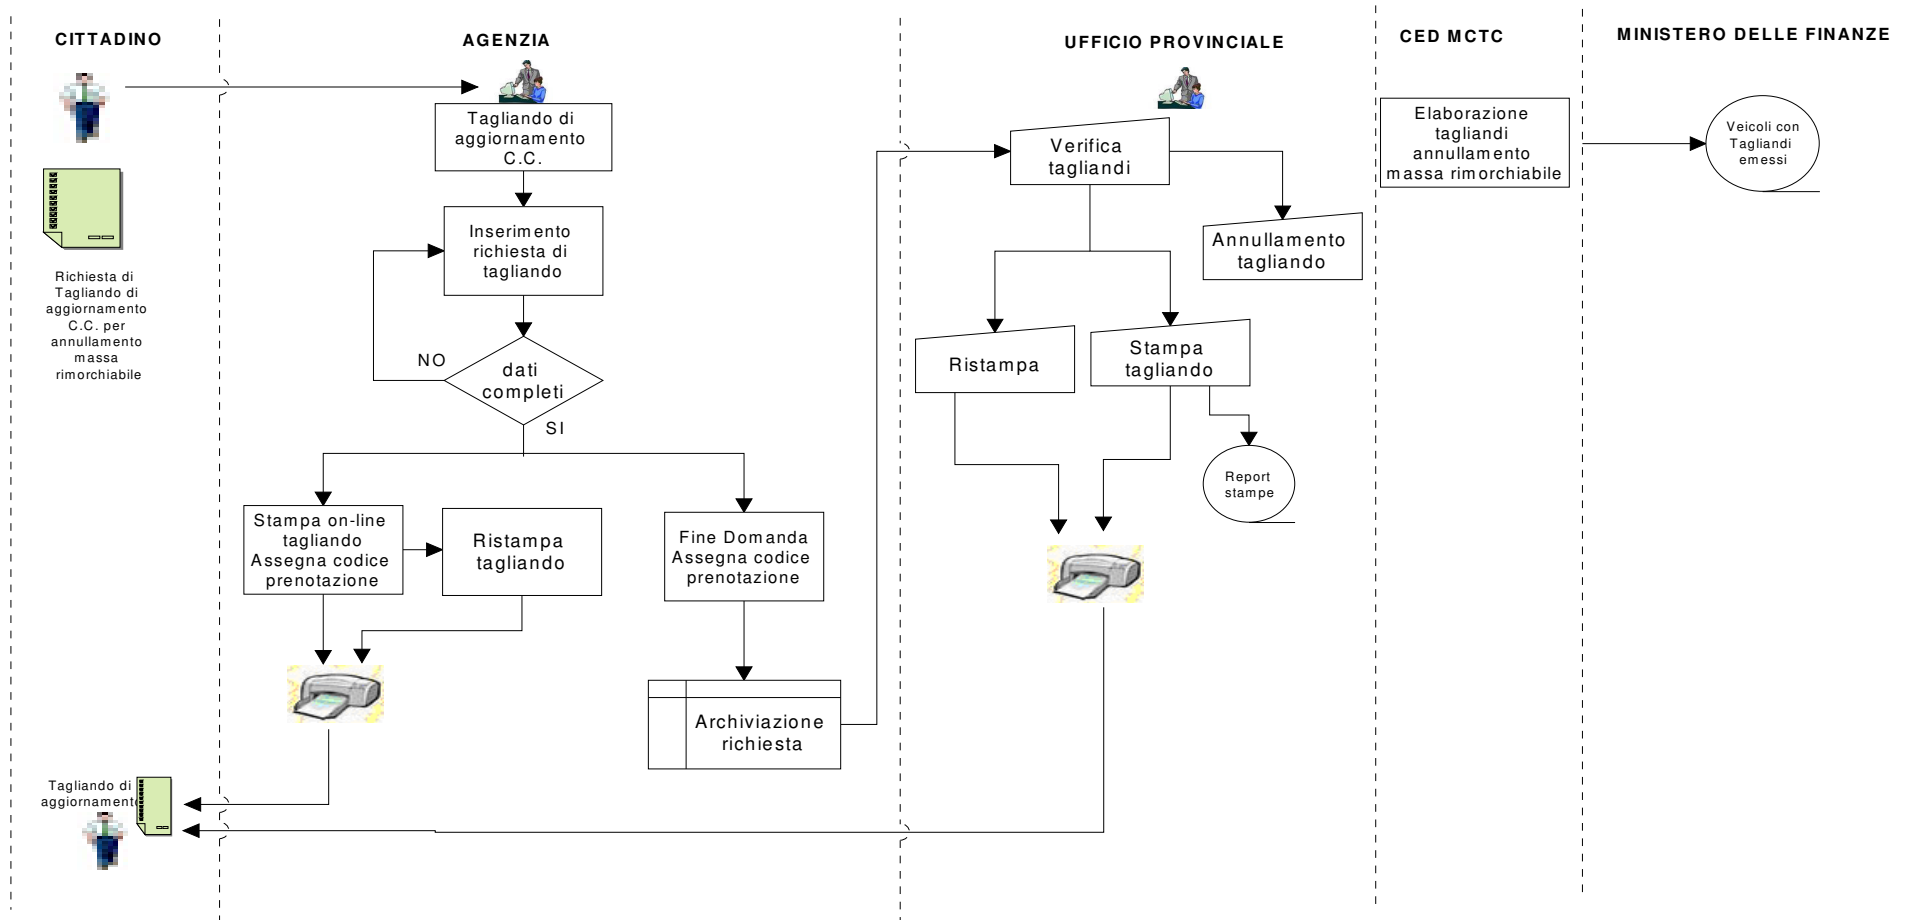 CITTADINO
AGENZIA
UFFICIO PROVINCIALE
CED MCTC
MINISTERO DELLE FINANZE
Richiesta di
Tagliando di
aggiornamento
C.C. per
annullamento
massa
rimorchiabile
Tagliando di
aggiornamento
C.C.
Inserimento
richiesta di
tagliando
NO
dati
completi
SI
Stampa on-line
tagliando
Assegna codice
prenotazione
Ristampa
tagliando
Fine Domanda
Assegna codice
prenotazione
Archiviazione
richiesta
Verifica
tagliandi
Annullamento
tagliando
Ristampa
Stampa
tagliando
Report
stampe
Elaborazione
tagliandi
annullamento
massa rimorchiabile
Veicoli con
Tagliandi
emessi
Tagliando di
aggiornamento